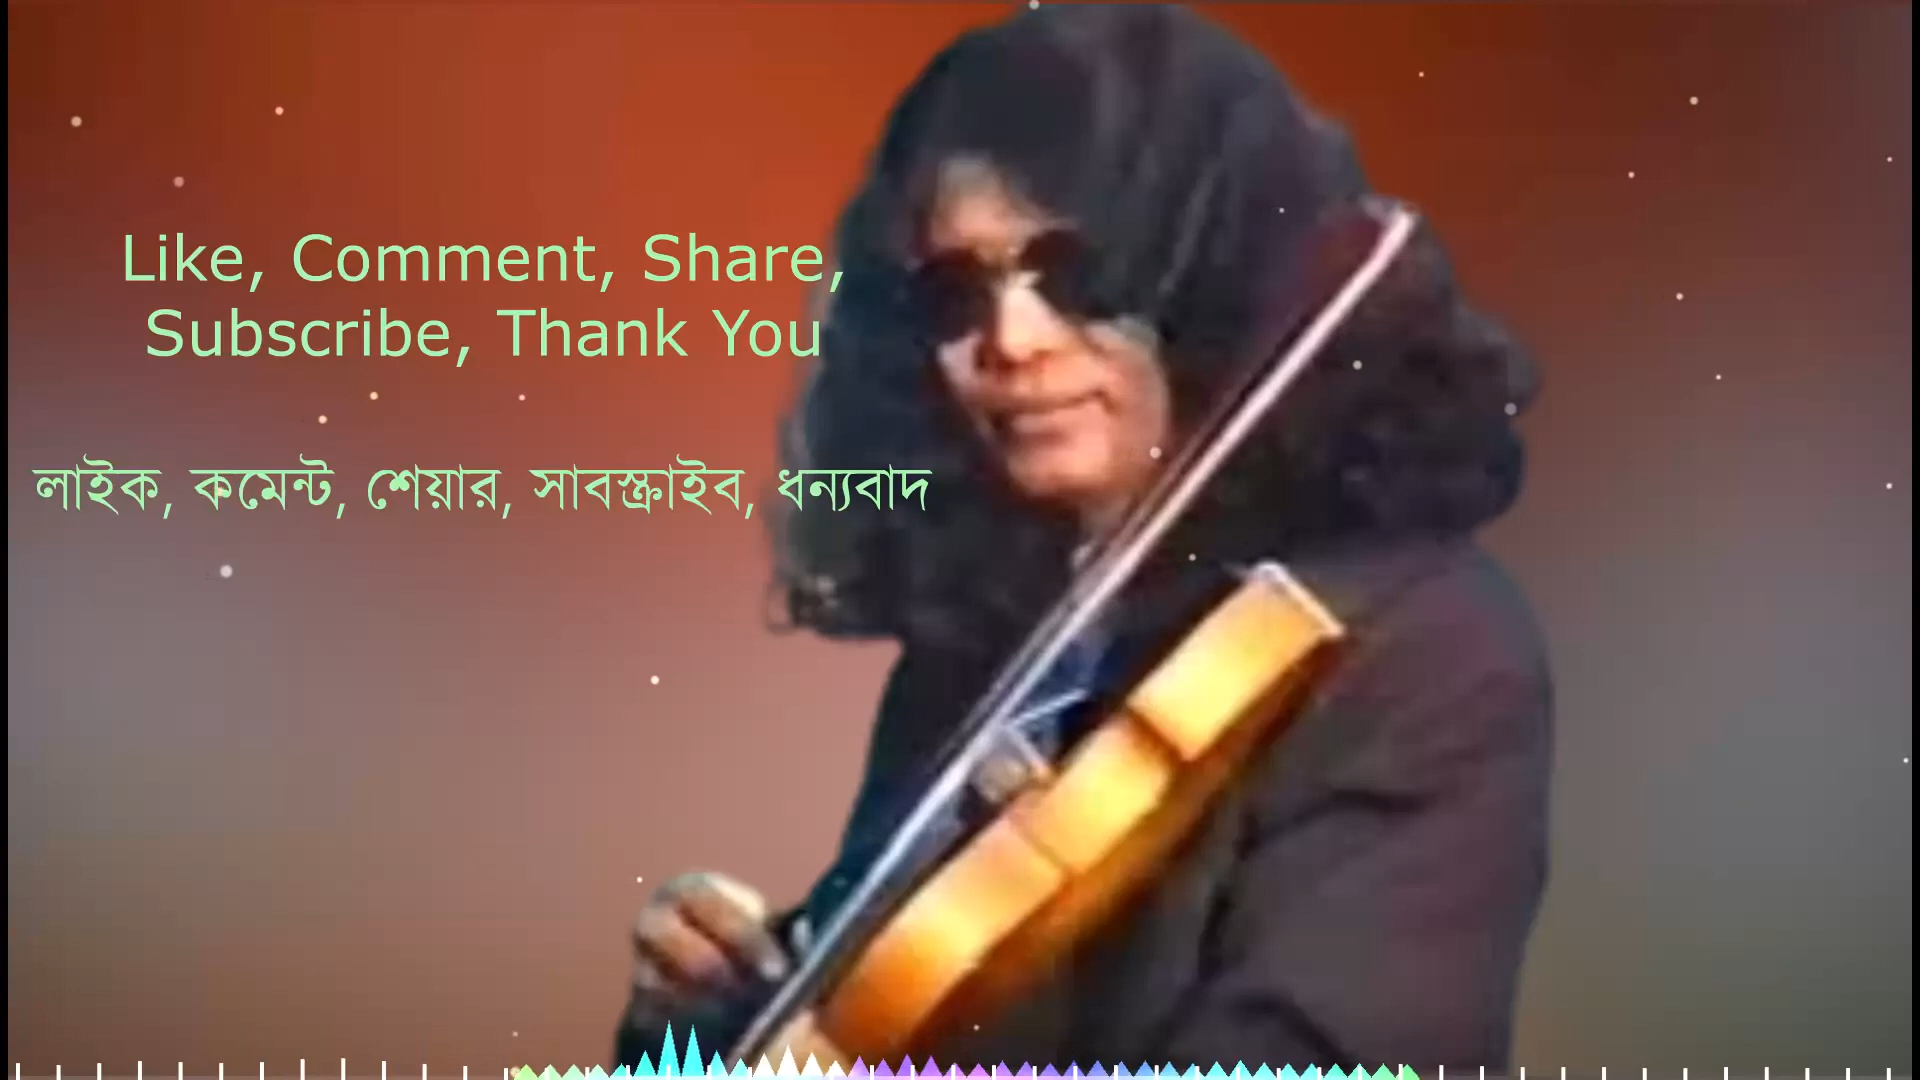 Like, Comment, Share,
Subscribe, Thank You
লাইক, কমেন্ট, শেয়ার, সাবস্ক্রাইব, ধন্যবাদ